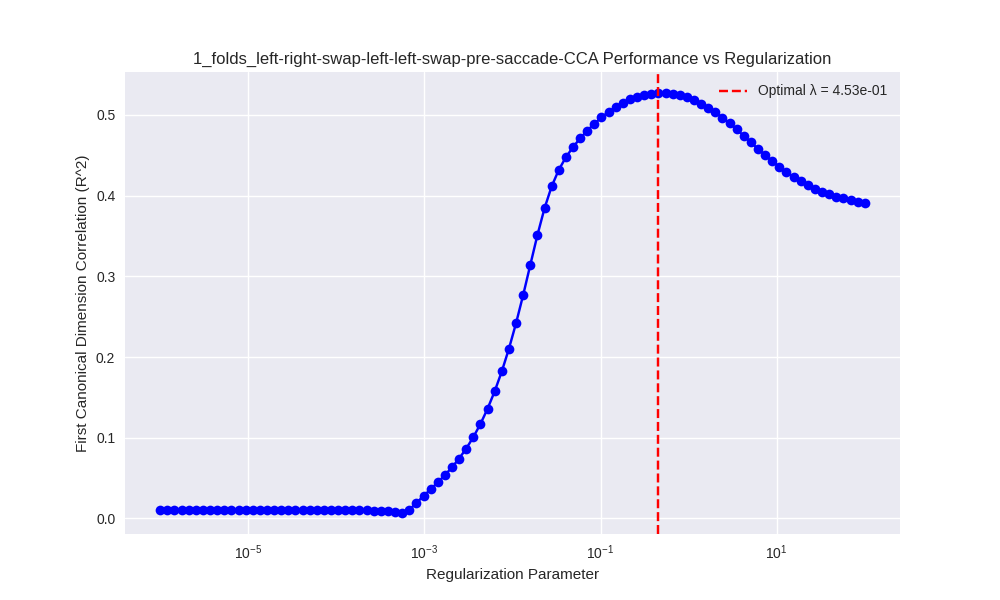 1_folds_left-right-swap-left-left-swap-pre-saccade-CCA Performance vs Regularization
Optimal λ = 4.53e-01
First Canonical Dimension Correlation (R^2)
0.5
0.4
0.3
0.2
0.1
0.0
10⁻⁵
10⁻³
10⁻¹
10¹
Regularization Parameter